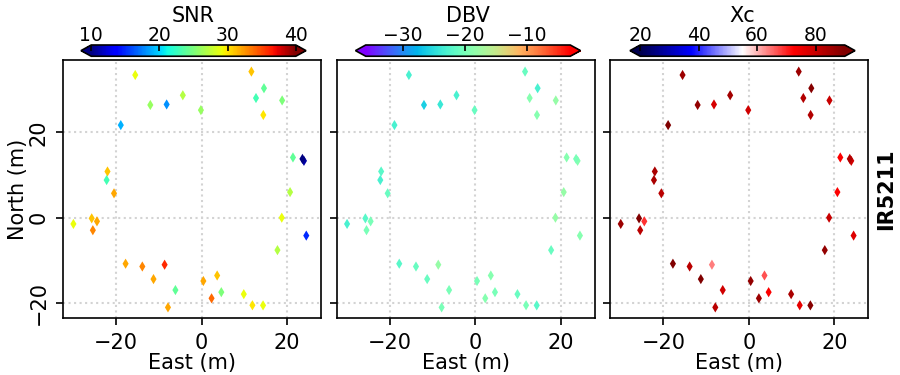 SNR DBV Xc
10 20 30 40 −30 −20 −10 20 40 60 80
North (m)
20
0
−20
IR5211
−20 0 20 −20 0 20 −20 0 20
East (m) East (m) East (m)